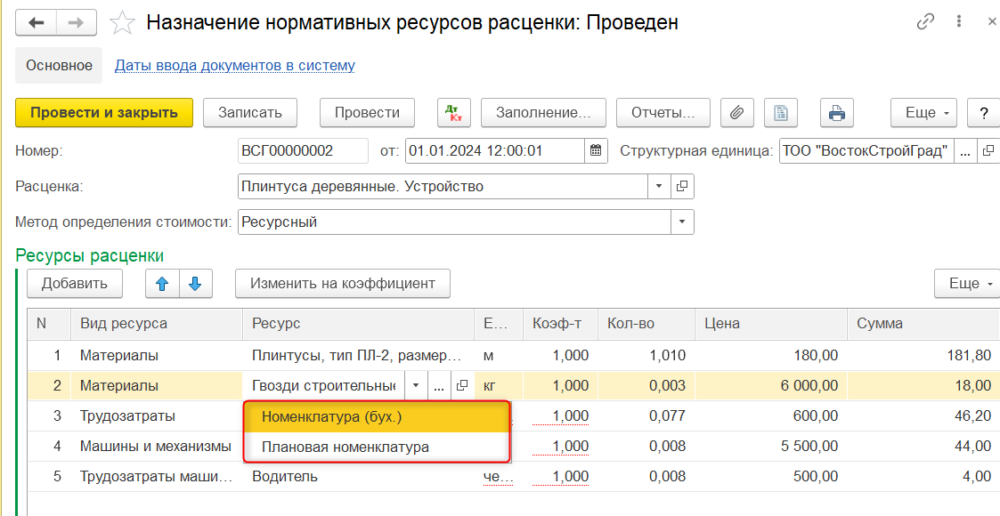 Назначение нормативных ресурсов расценки: Проведен
Основное Даты ввода документов в систему
Провести и закрыть Записать Провести Дт Кт Заполнение... Отчеты... Еще ?
Номер: ВСГ00000002 от: 01.01.2024 12:00:01 Структурная единица: ТОО "ВостокСтройГрад" ...
Расценка: Плинтуса деревянные. Устройство
Метод определения стоимости: Ресурсный
Ресурсы расценки
Добавить Изменить на коэффициент Еще
N Вид ресурса Ресурс Е... Коэф-т Кол-во Цена Сумма
1 Материалы Плинтусы, тип ПЛ-2, размер... м 1,000 1,010 180,00 181,80
2 Материалы Гвозди строительные ... кг 1,000 0,003 6 000,00 18,00
3 Трудозатраты Номенклатура (бух.) 1,000 0,077 600,00 46,20
4 Машины и механизмы Плановая номенклатура 1,000 0,008 5 500,00 44,00
5 Трудозатраты маши... Водитель че... 1,000 0,008 500,00 4,00